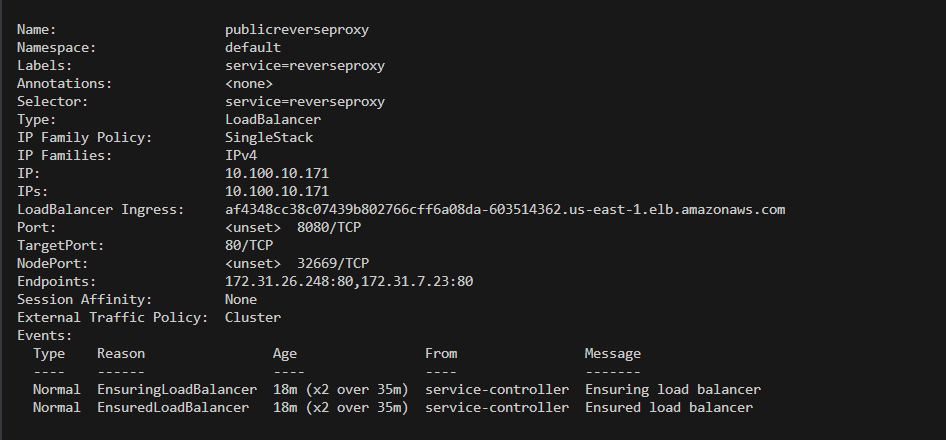 Name: publicreverseproxy
Namespace: default
Labels: service=reverseproxy
Annotations: <none>
Selector: service=reverseproxy
Type: LoadBalancer
IP Family Policy: SingleStack
IP Families: IPv4
IP: 10.100.10.171
IPs: 10.100.10.171
LoadBalancer Ingress: af4348cc38c07439b802766cff6a08da-603514362.us-east-1.elb.amazonaws.com
Port: <unset> 8080/TCP
TargetPort: 80/TCP
NodePort: <unset> 32669/TCP
Endpoints: 172.31.26.248:80,172.31.7.23:80
Session Affinity: None
External Traffic Policy: Cluster
Events:
Type Reason Age From Message
---- ------ ---- ---- -------
Normal EnsuringLoadBalancer 18m (x2 over 35m) service-controller Ensuring load balancer
Normal EnsuredLoadBalancer 18m (x2 over 35m) service-controller Ensured load balancer